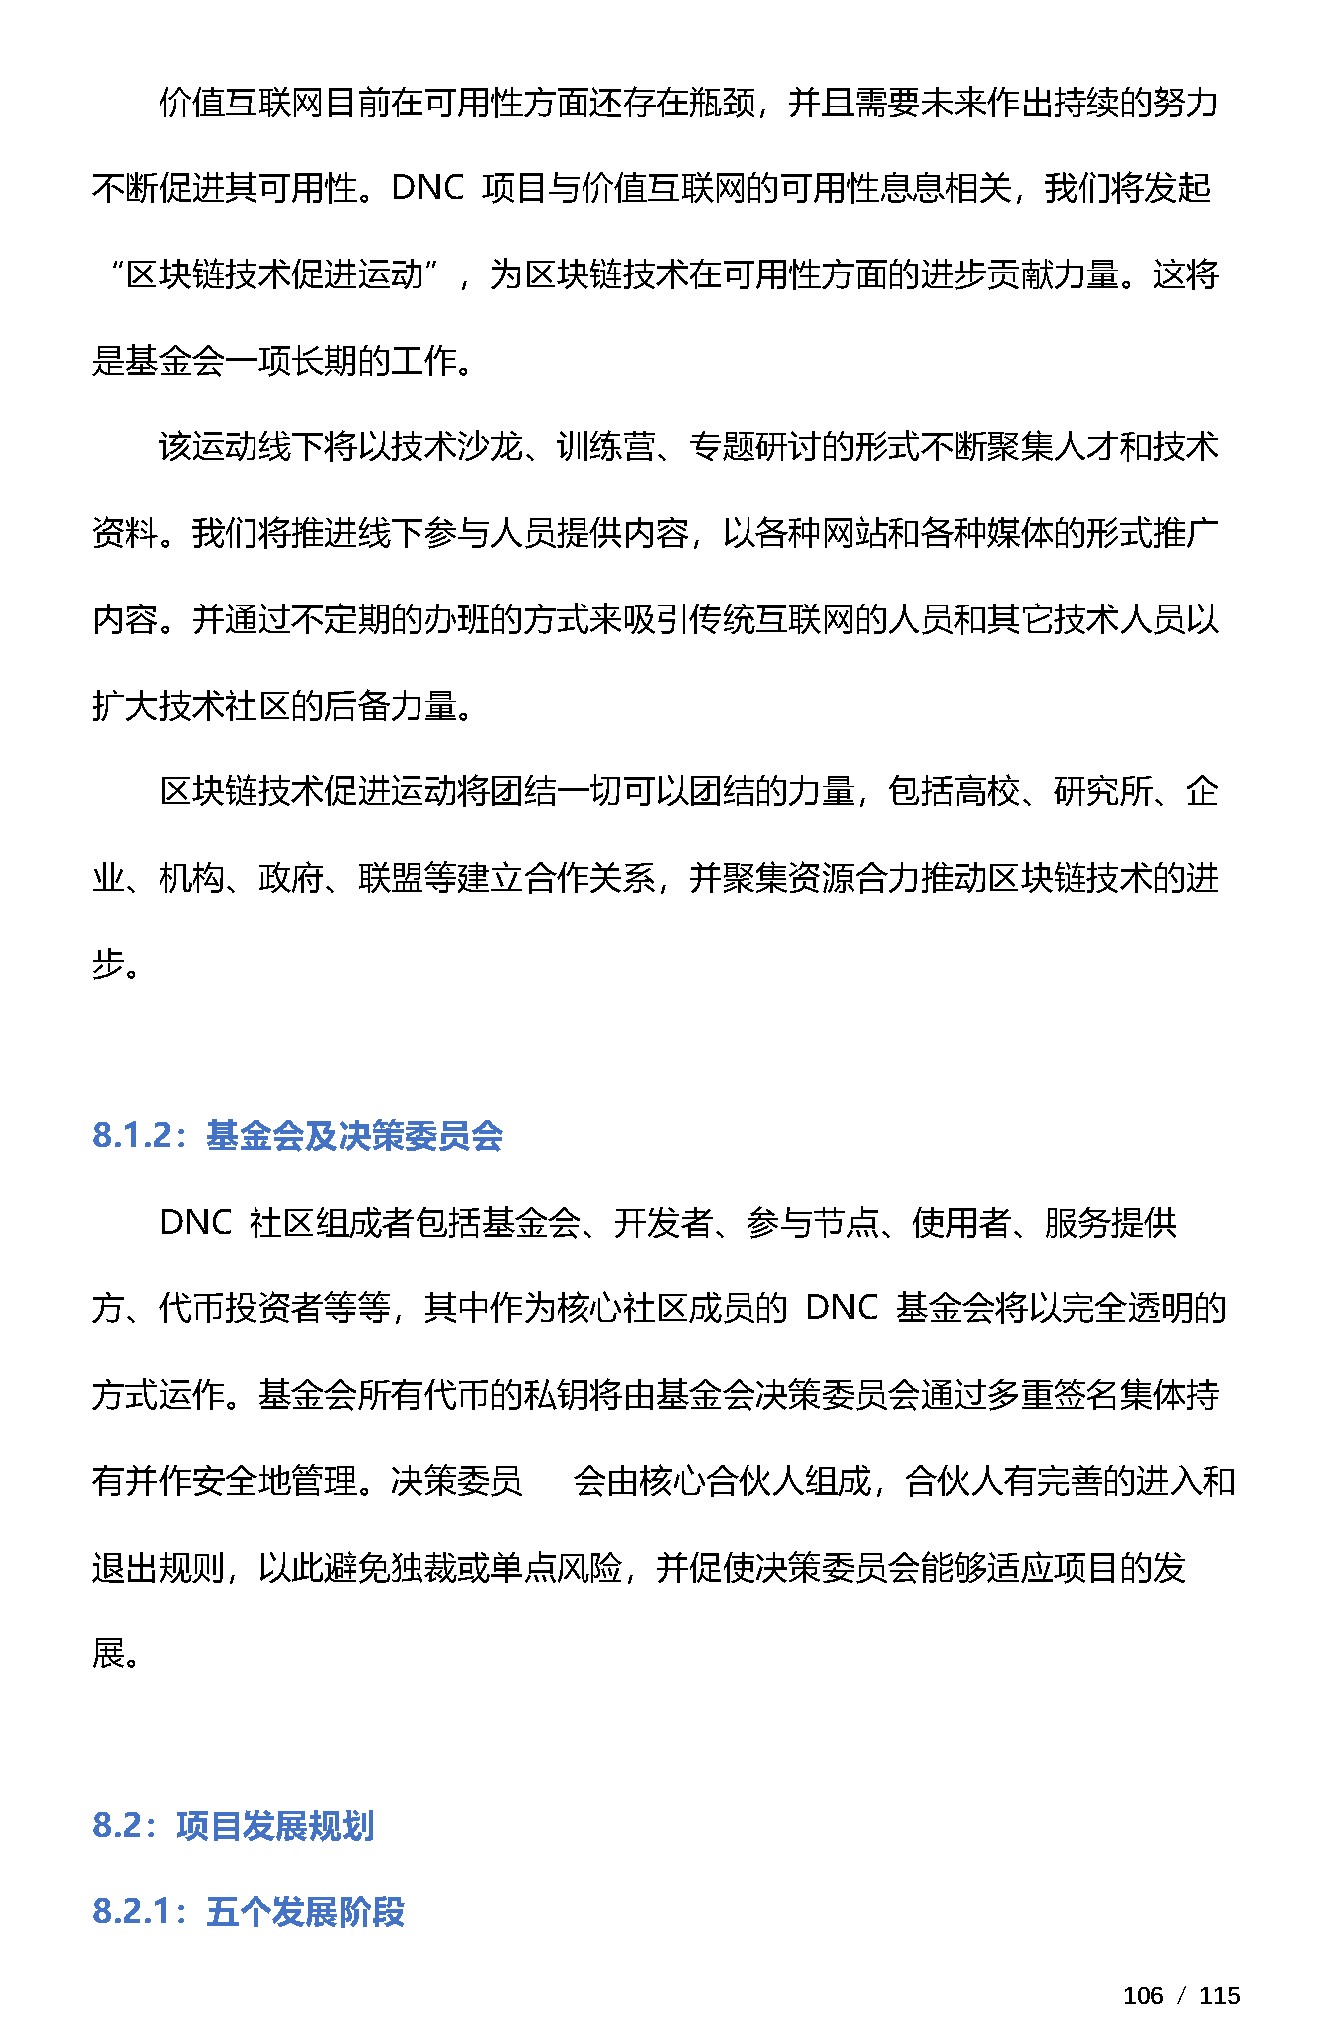 价值互联网目前在可用性方面还存在瓶颈，并且需要未来作出持续的努力
不断促进其可用性。DNC 项目与价值互联网的可用性息息相关，我们将发起
“区块链技术促进运动”，为区块链技术在可用性方面的进步贡献力量。这将
是基金会一项长期的工作。
该运动线下将以技术沙龙、训练营、专题研讨的形式不断聚集人才和技术
资料。我们将推进线下参与人员提供内容，以各种网站和各种媒体的形式推广
内容。并通过不定期的办班的方式来吸引传统互联网的人员和其它技术人员以
扩大技术社区的后备力量。
区块链技术促进运动将团结一切可以团结的力量，包括高校、研究所、企
业、机构、政府、联盟等建立合作关系，并聚集资源合力推动区块链技术的进
步。
8.1.2：基金会及决策委员会
DNC 社区组成者包括基金会、开发者、参与节点、使用者、服务提供
方、代币投资者等等，其中作为核心社区成员的 DNC 基金会将以完全透明的
方式运作。基金会所有代币的私钥将由基金会决策委员会通过多重签名集体持
有并作安全地管理。决策委员 会由核心合伙人组成，合伙人有完善的进入和
退出规则，以此避免独裁或单点风险，并促使决策委员会能够适应项目的发
展。
8.2：项目发展规划
8.2.1：五个发展阶段
106 / 115